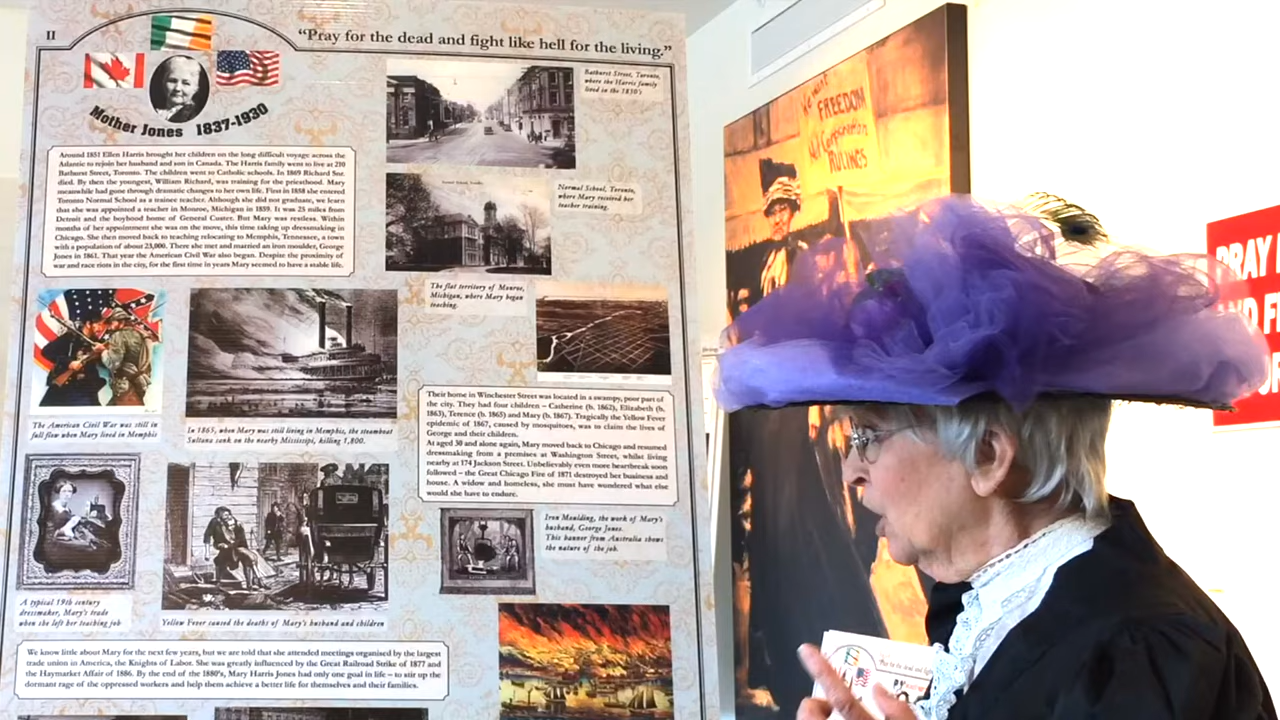 II
"Pray for the dead and fight like hell for the living."
Mother Jones 1837-1930
Around 1851 Ellen Harris brought her children on the long difficult voyage across the
Atlantic to rejoin her husband and son in Canada. The Harris family went to live at 210
Bathurst Street, Toronto. The children went to Catholic schools. In 1869 Richard Snr.
died. By then the youngest, William Richard, was training for the priesthood. Mary
meanwhile had gone through dramatic changes to her own life. First in 1858 she entered
Toronto Normal School as a trainee teacher. Although she did not graduate, we learn
that she was appointed a teacher in Monroe, Michigan in 1859. It was 25 miles from
Detroit and the boyhood home of General Custer. But Mary was restless. Within
months of her appointment she was on the move, this time taking up dressmaking in
Chicago. She then moved back to teaching relocating to Memphis, Tennessee, a town
with a population of about 23,000. There she met and married an iron moulder, George
Jones in 1861. That year the American Civil War also began. Despite the proximity of
war and race riots in the city, for the first time in years Mary seemed to have a stable life.
Bathurst Street, Toronto,
where the Harris family
lived in the 1850's
Normal School, Toronto,
where Mary received her
teacher training.
The flat territory of Monroe,
Michigan, where Mary began
teaching.
The American Civil War was still in
full flow when Mary lived in Memphis
In 1865, when Mary was still living in Memphis, the steamboat
Sultana sank on the nearby Mississipi, killing 1,800.
Their home in Winchester Street was located in a swampy, poor part of
the city. They had four children – Catherine (b. 1862), Elizabeth (b.
1863), Terence (b. 1865) and Mary (b. 1867). Tragically the Yellow Fever
epidemic of 1867, caused by mosquitoes, was to claim the lives of
George and their children.
At aged 30 and alone again, Mary moved back to Chicago and resumed
dressmaking from a premises at Washington Street, whilst living
nearby at 174 Jackson Street. Unbelievably even more heartbreak soon
followed – the Great Chicago Fire of 1871 destroyed her business and
house. A widow and homeless, she must have wondered what else
would she have to endure.
Iron Moulding, the work of Mary's
husband, George Jones.
This banner from Australia shows
the nature of the job.
A typical 19th century
dressmaker, Mary's trade
when she left her teaching job
Yellow Fever caused the deaths of Mary's husband and children
We know little about Mary for the next few years, but we are told that she attended meetings organised by the largest
trade union in America, the Knights of Labor. She was greatly influenced by the Great Railroad Strike of 1877 and
the Haymarket Affair of 1886. By the end of the 1880's, Mary Harris Jones had only one goal in life – to stir up the
dormant rage of the oppressed workers and help them achieve a better life for themselves and their families.
We want
FREEDOM
Not Corporation
RULINGS
PRAY